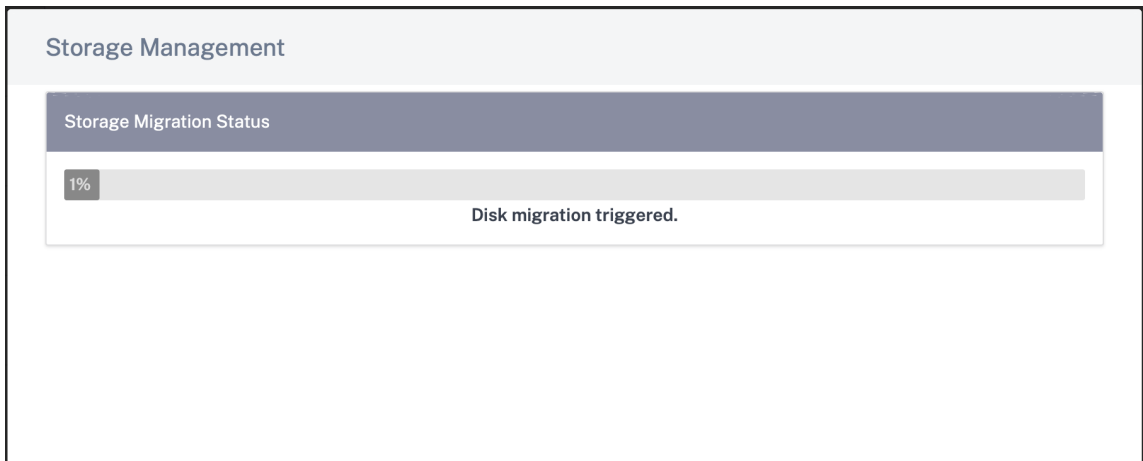 Storage Management
Storage Migration Status
1%
Disk migration triggered.